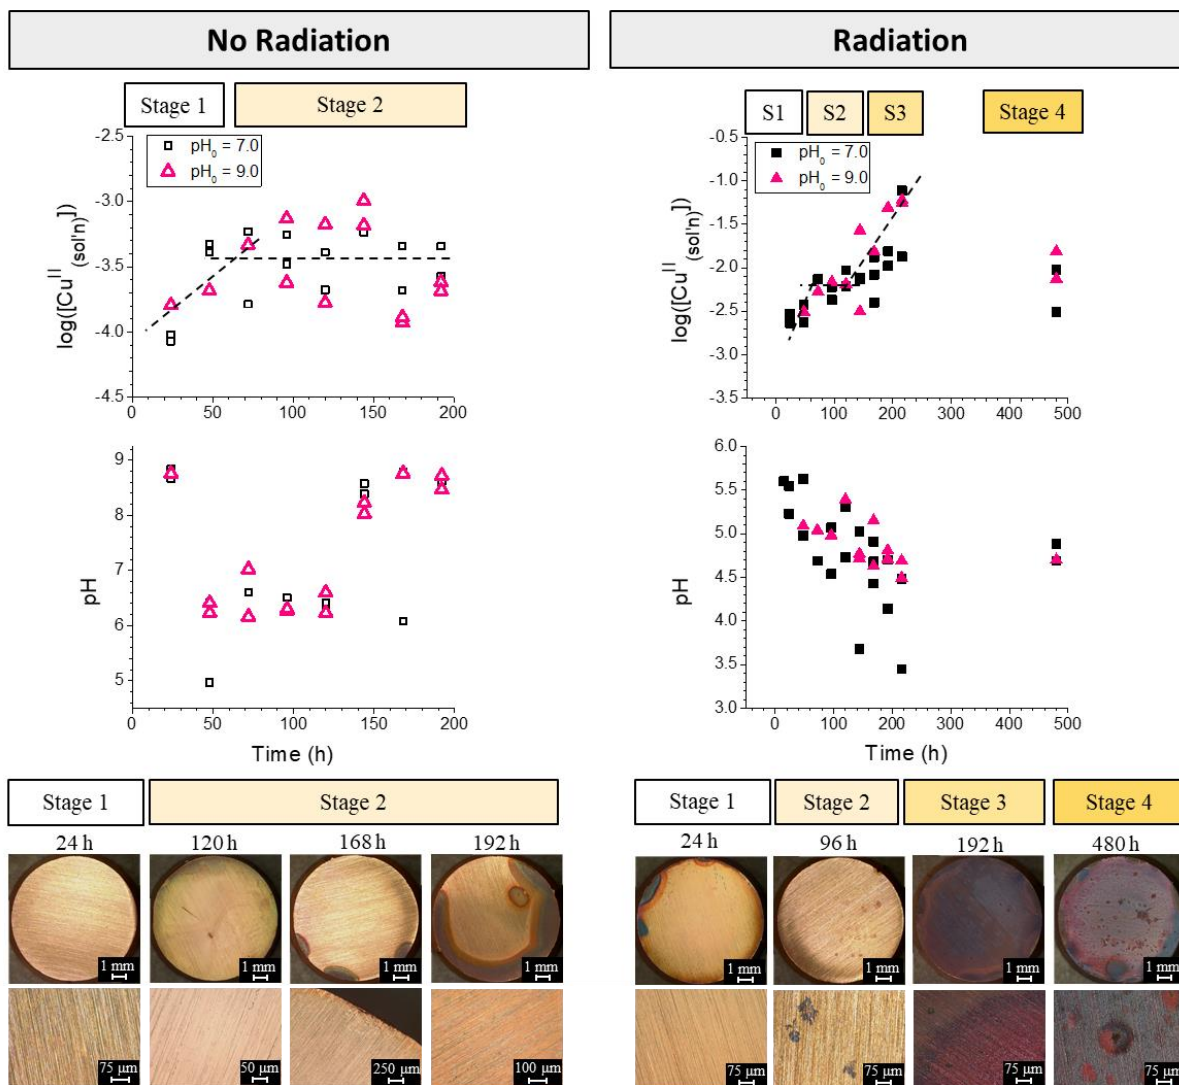 No Radiation
Radiation
Stage 1 Stage 2
S1 S2 S3 Stage 4
-2.5
-3.0
-3.5
-4.0
-4.5
pH0 = 7.0
pH0 = 9.0
log([Cu^II (sol'n)])
0 50 100 150 200
-0.5
-1.0
-1.5
-2.0
-2.5
-3.0
-3.5
pH0 = 7.0
pH0 = 9.0
log([Cu^II (sol'n)])
0 100 200 300 400 500
9
8
7
6
5
pH
0 50 100 150 200
Time (h)
6.0
5.5
5.0
4.5
4.0
3.5
3.0
pH
0 100 200 300 400 500
Time (h)
Stage 1 Stage 2
24 h 120 h 168 h 192 h
1 mm 1 mm 1 mm 1 mm
75 µm 50 µm 250 µm 100 µm
Stage 1 Stage 2 Stage 3 Stage 4
24 h 96 h 192 h 480 h
1 mm 1 mm 1 mm 1 mm
75 µm 75 µm 75 µm 75 µm